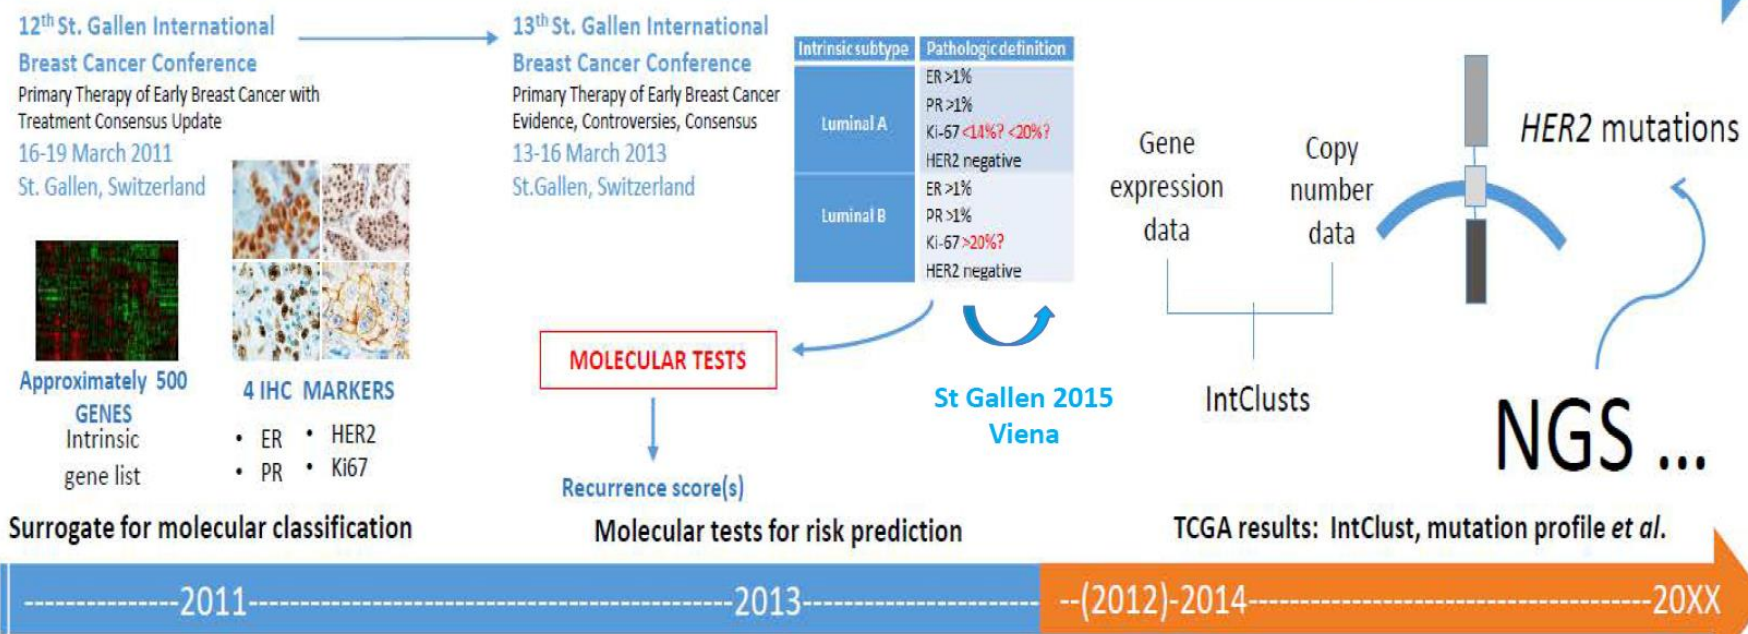 12th St. Gallen International
Breast Cancer Conference
Primary Therapy of Early Breast Cancer with
Treatment Consensus Update
16-19 March 2011
St. Gallen, Switzerland
Approximately 500
GENES
Intrinsic
gene list
4 IHC MARKERS
• ER • HER2
• PR • Ki67
Surrogate for molecular classification
13th St. Gallen International
Breast Cancer Conference
Primary Therapy of Early Breast Cancer
Evidence, Controversies, Consensus
13-16 March 2013
St.Gallen, Switzerland
Intrinsic subtype Pathologic definition
Luminal A
ER >1%
PR >1%
Ki-67 <14%? <20%?
HER2 negative
Luminal B
ER >1%
PR >1%
Ki-67 >20%?
HER2 negative
MOLECULAR TESTS
Recurrence score(s)
St Gallen 2015
Viena
Molecular tests for risk prediction
Gene
expression
data
Copy
number
data
IntClusts
HER2 mutations
NGS ...
TCGA results: IntClust, mutation profile et al.
---------------2011-----------------------------------------------2013-----------------------
--(2012)-2014---------------------------------------20XX